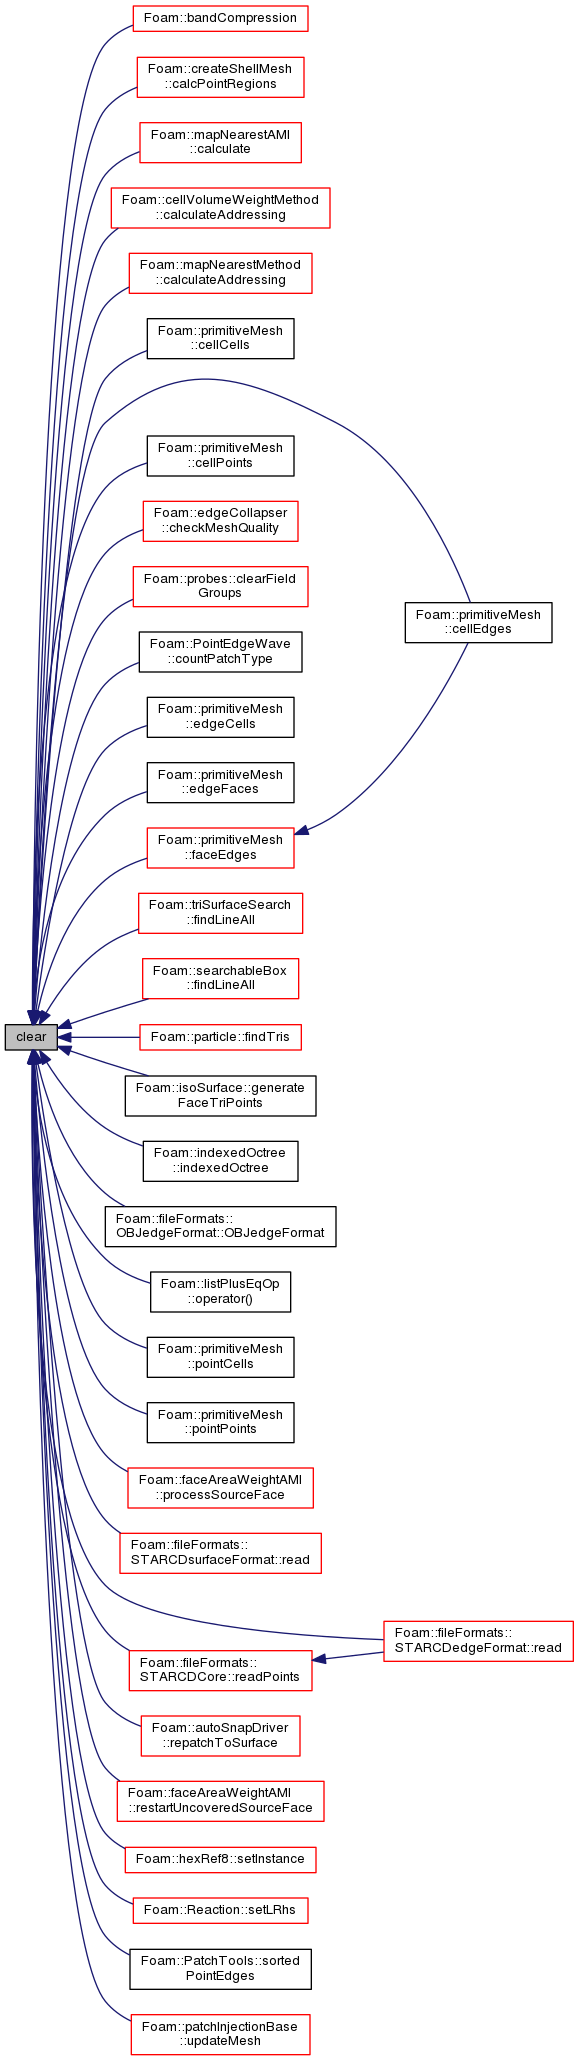 Foam::bandCompression
Foam::createShellMesh
::calcPointRegions
Foam::mapNearestAMI
::calculate
Foam::cellVolumeWeightMethod
::calculateAddressing
Foam::mapNearestMethod
::calculateAddressing
Foam::primitiveMesh
::cellCells
Foam::primitiveMesh
::cellPoints
Foam::edgeCollapser
::checkMeshQuality
Foam::probes::clearField
Groups
Foam::primitiveMesh
::cellEdges
Foam::PointEdgeWave
::countPatchType
Foam::primitiveMesh
::edgeCells
Foam::primitiveMesh
::edgeFaces
Foam::primitiveMesh
::faceEdges
Foam::triSurfaceSearch
::findLineAll
Foam::searchableBox
::findLineAll
clear
Foam::particle::findTris
Foam::isoSurface::generate
FaceTriPoints
Foam::indexedOctree
::indexedOctree
Foam::fileFormats::
OBJedgeFormat::OBJedgeFormat
Foam::listPlusEqOp
::operator()
Foam::primitiveMesh
::pointCells
Foam::primitiveMesh
::pointPoints
Foam::faceAreaWeightAMI
::processSourceFace
Foam::fileFormats::
STARCDsurfaceFormat::read
Foam::fileFormats::
STARCDedgeFormat::read
Foam::fileFormats::
STARCDCore::readPoints
Foam::autoSnapDriver
::repatchToSurface
Foam::faceAreaWeightAMI
::restartUncoveredSourceFace
Foam::hexRef8::setInstance
Foam::Reaction::setLRhs
Foam::PatchTools::sorted
PointEdges
Foam::patchInjectionBase
::updateMesh